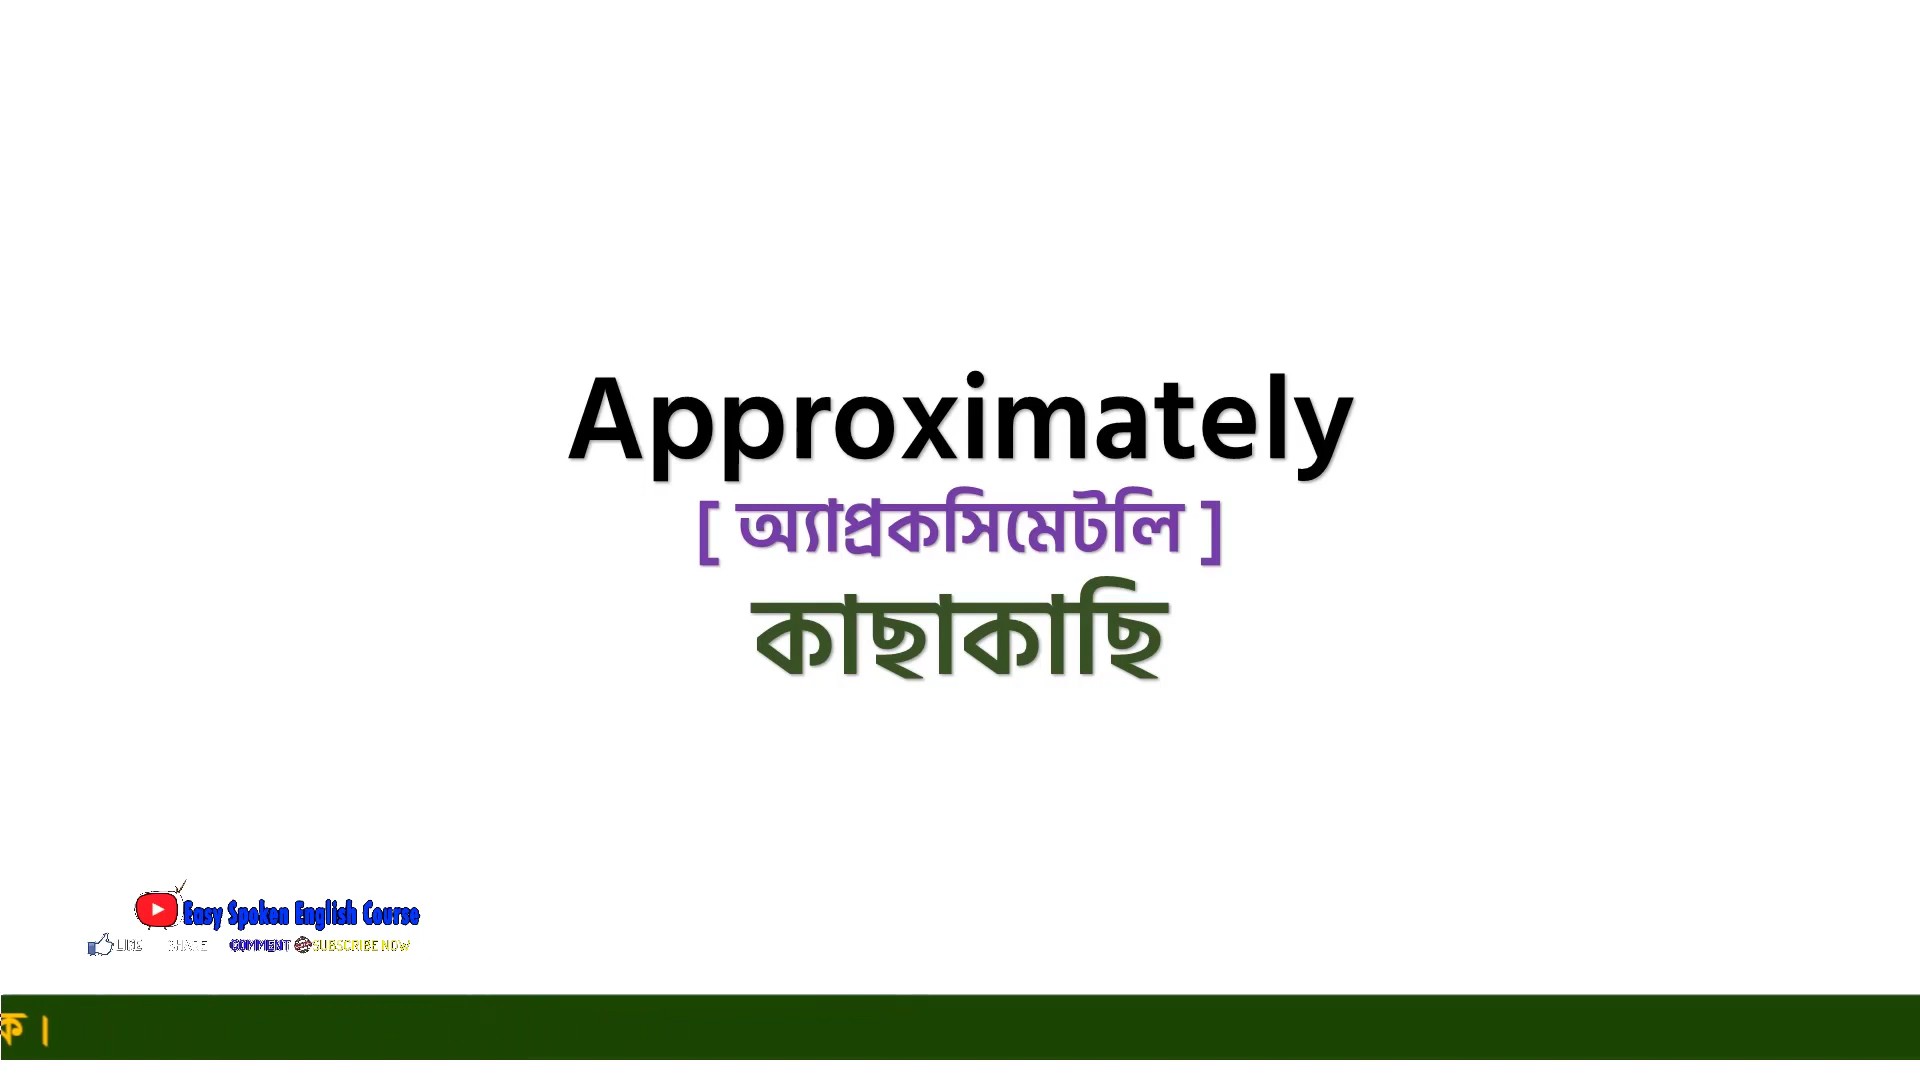 Approximately
[ অ্যাপ্রকসিমেটলি ]
কাছাকাছি
Easy Spoken English Course
LIKE SHARE COMMENT SUBSCRIBE NOW
ক ।